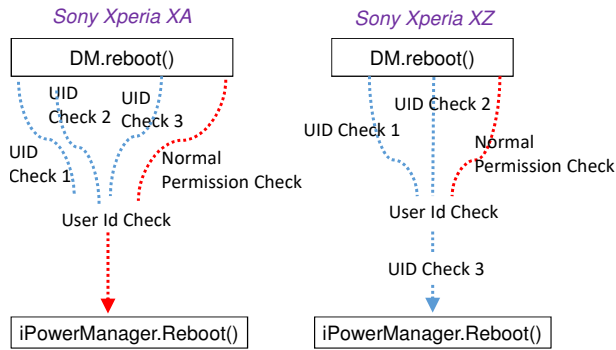 Sony Xperia XA
DM.reboot()
UID
Check 2
UID
Check 3
UID
Check 1
Normal
Permission Check
User Id Check
iPowerManager.Reboot()
Sony Xperia XZ
DM.reboot()
UID Check 2
UID Check 1
Normal
Permission Check
User Id Check
UID Check 3
iPowerManager.Reboot()